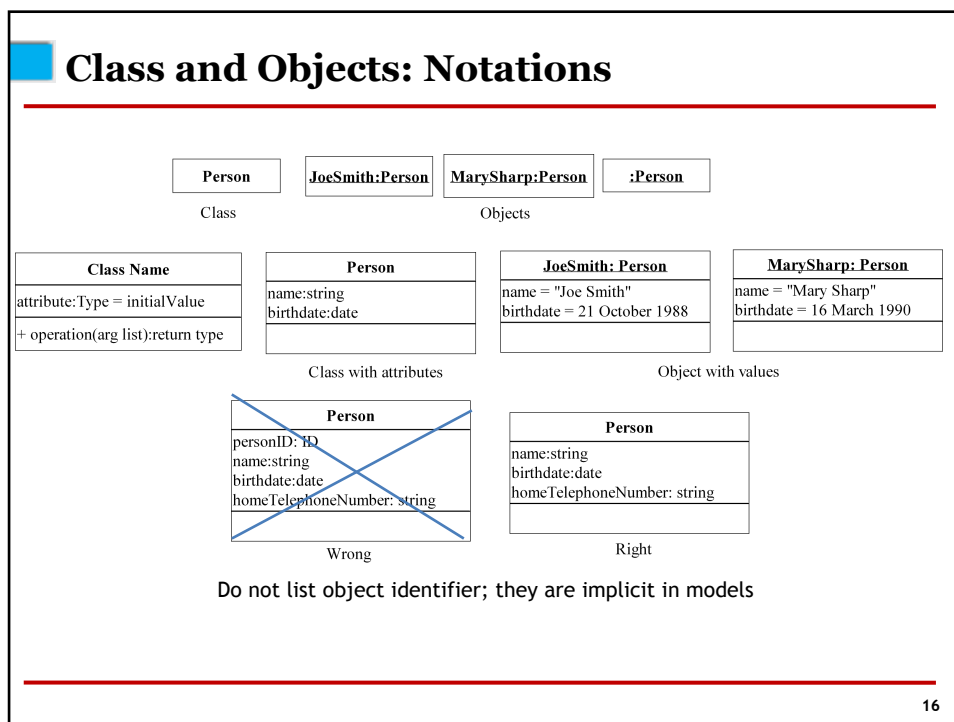 Class and Objects: Notations
Person
JoeSmith:Person
MarySharp:Person
:Person
Class
Objects
Class Name
attribute:Type = initialValue
+ operation(arg list):return type
Person
name:string
birthdate:date
JoeSmith: Person
name = "Joe Smith"
birthdate = 21 October 1988
MarySharp: Person
name = "Mary Sharp"
birthdate = 16 March 1990
Class with attributes
Object with values
Person
personID: ID
name:string
birthdate:date
homeTelephoneNumber: string
Wrong
Person
name:string
birthdate:date
homeTelephoneNumber: string
Right
Do not list object identifier; they are implicit in models
16